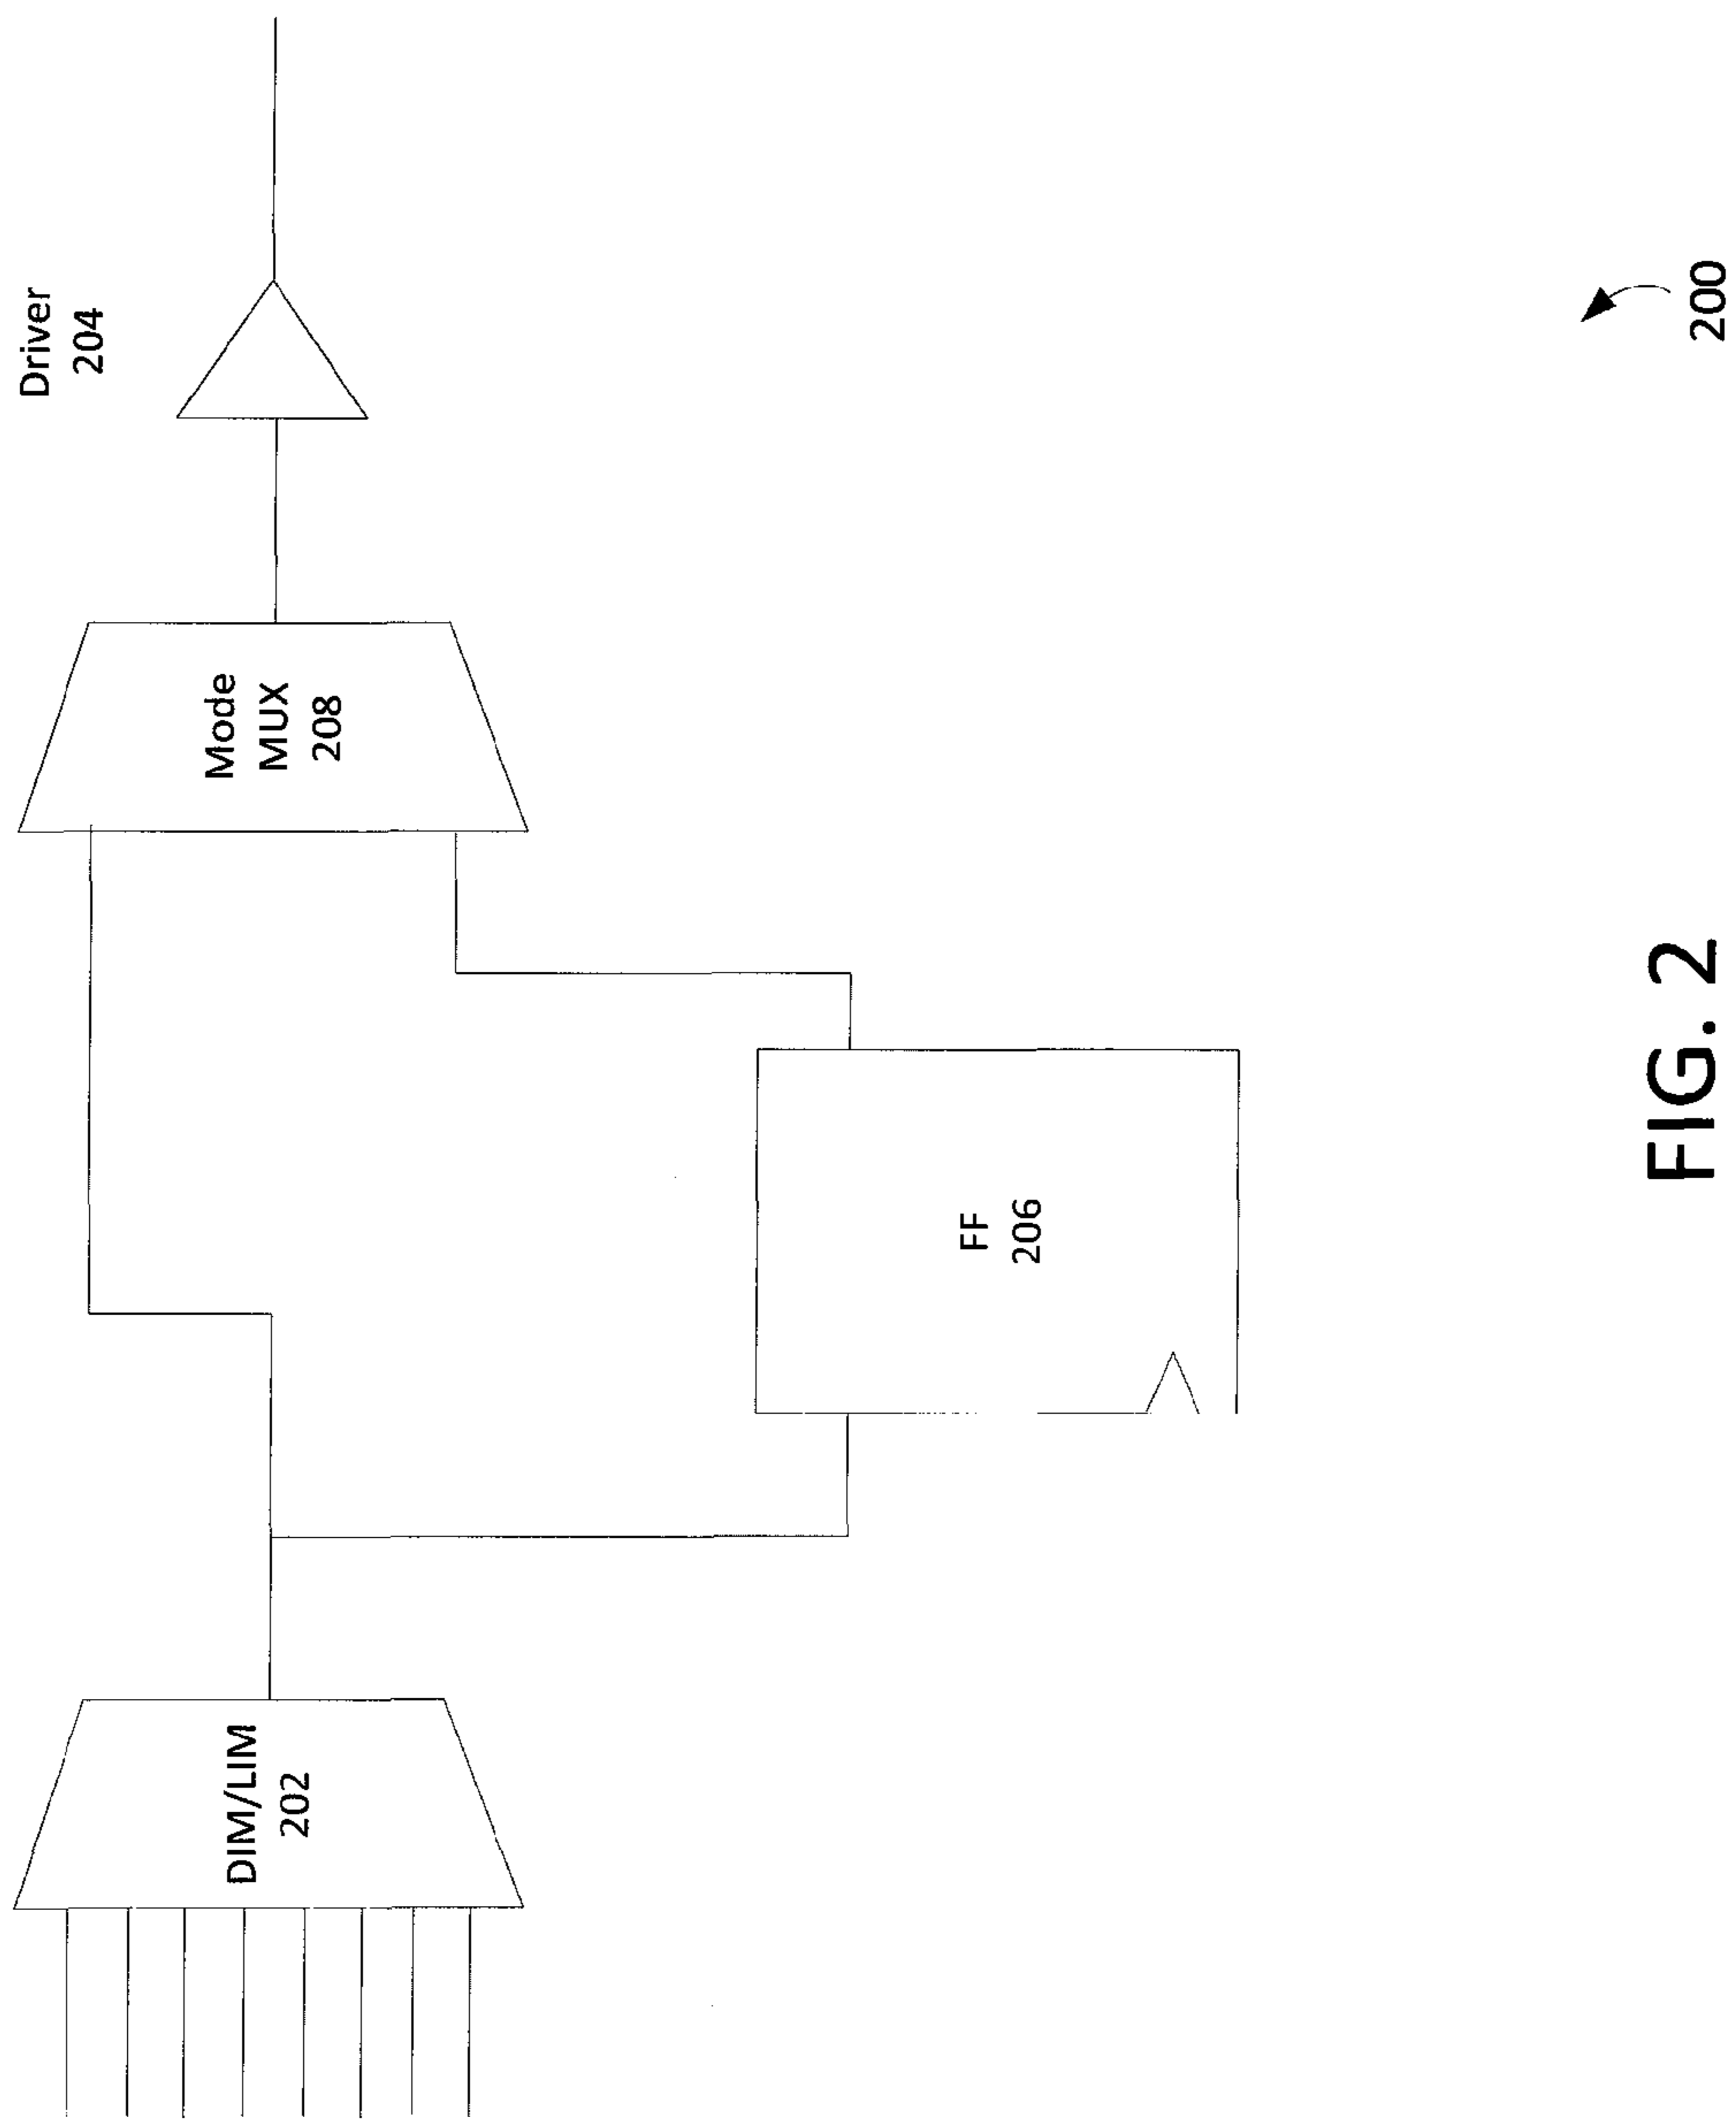 Driver
204
Mode
MUX
208
FF
206
DIM/LIM
202
200
FIG. 2